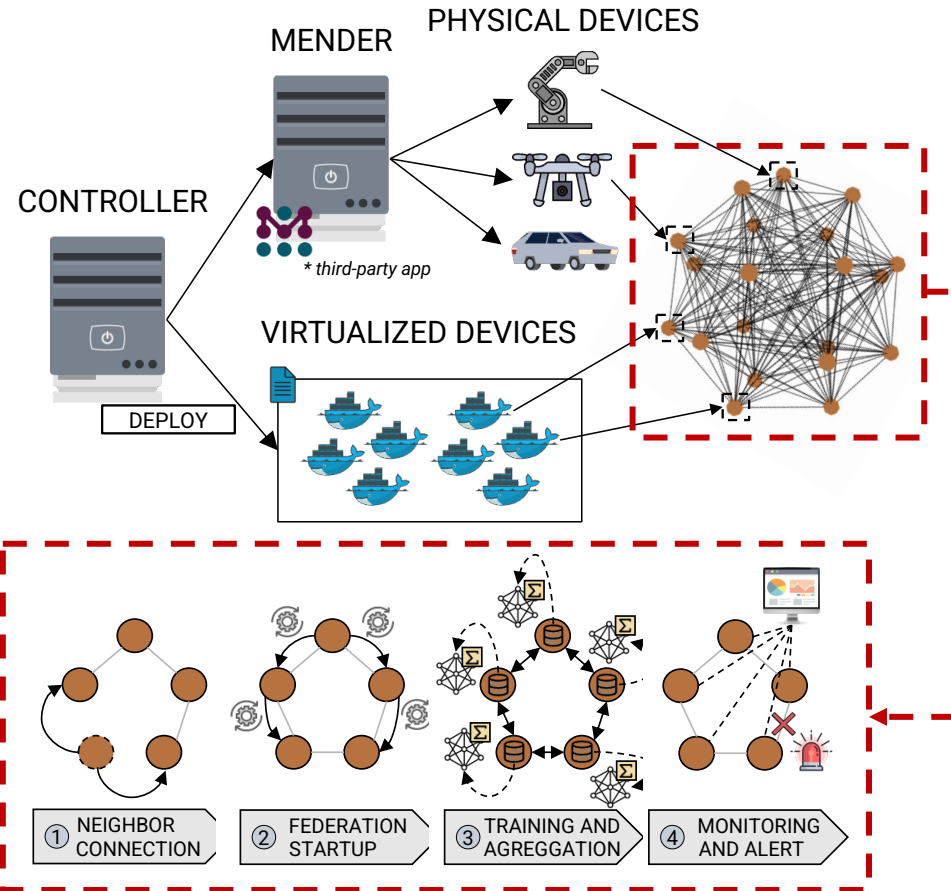 PHYSICAL DEVICES
MENDER
CONTROLLER
* third-party app
VIRTUALIZED DEVICES
DEPLOY
Σ
Σ
Σ
Σ
Σ
1 NEIGHBOR
CONNECTION
2 FEDERATION
STARTUP
3 TRAINING AND
AGREGGATION
4 MONITORING
AND ALERT